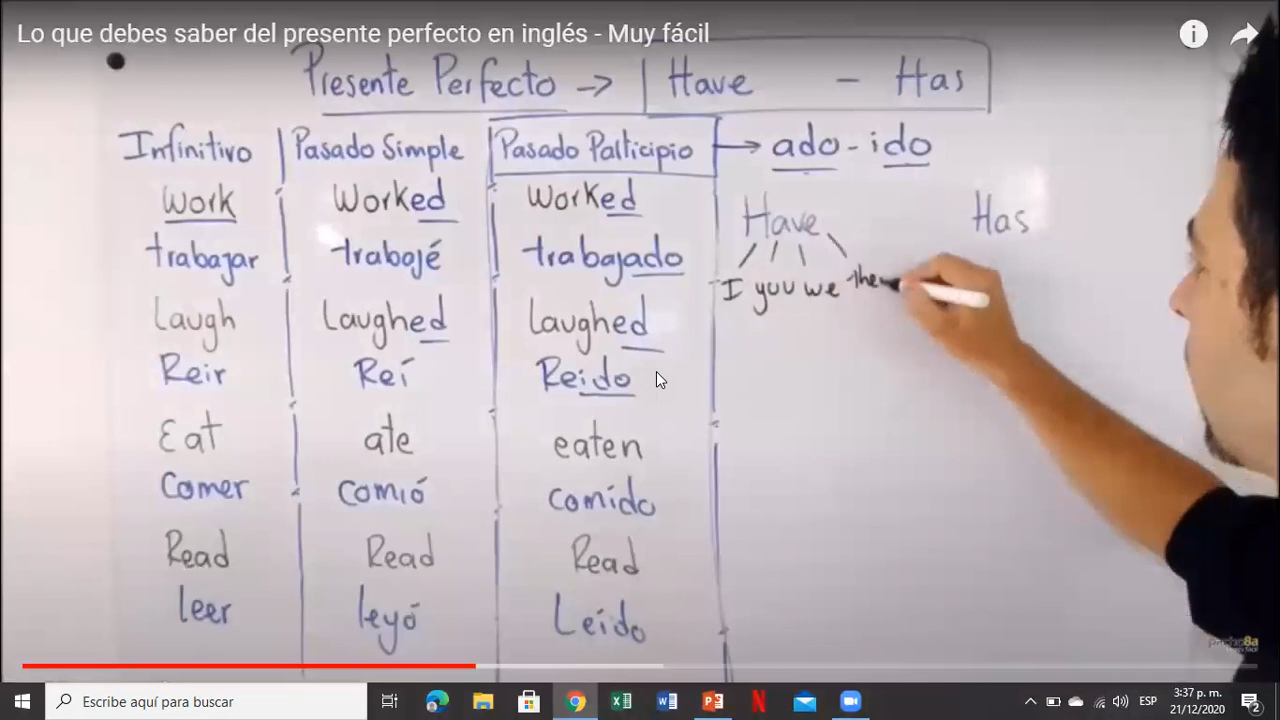 Lo que debes saber del presente perfecto en inglés - Muy fácil
Presente Perfecto → Have - Has
Infinitivo Pasado Simple Pasado Participio → ado - ido
Work Worked Worked
Have Has
trabajar trabajé trabajado
I you we the
Laugh Laughed Laughed
Reir Reí Reido
Eat ate eaten
Comer comió comido
Read Read Read
leer leyó Leído
Escribe aquí para buscar
ESP
3:37 p. m.
21/12/2020
2